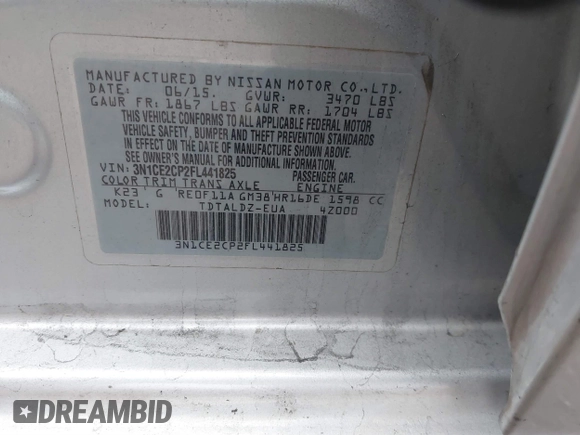 MANUFACTURED BY NISSAN MOTOR CO.,LTD.
DATE: 06/15. GVWR: 3470 LBS
GAWR FR: 1867 LBS GAWR RR: 1704 LBS
THIS VEHICLE CONFORMS TO ALL APPLICABLE FEDERAL MOTOR
VEHICLE SAFETY, BUMPER AND THEFT PREVENTION STANDARDS
IN EFFECT ON THE DATE OF MANUFACTURE SHOWN ABOVE.
SEE OWNER'S MANUAL FOR ADDITIONAL INFORMATION.
VIN: 3N1CE2CP2FL441825 PASSENGER CAR
COLOR TRIM TRANS AXLE ENGINE
K23 G RE0F11A GM38 HR16DE 1598 CC
TDTALDZ-EUA 42000
3N1CE2CP2FL441825
DREAMBID